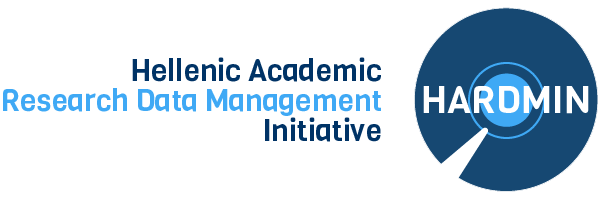 Hellenic Academic
Research Data Management
Initiative
HARDMIN